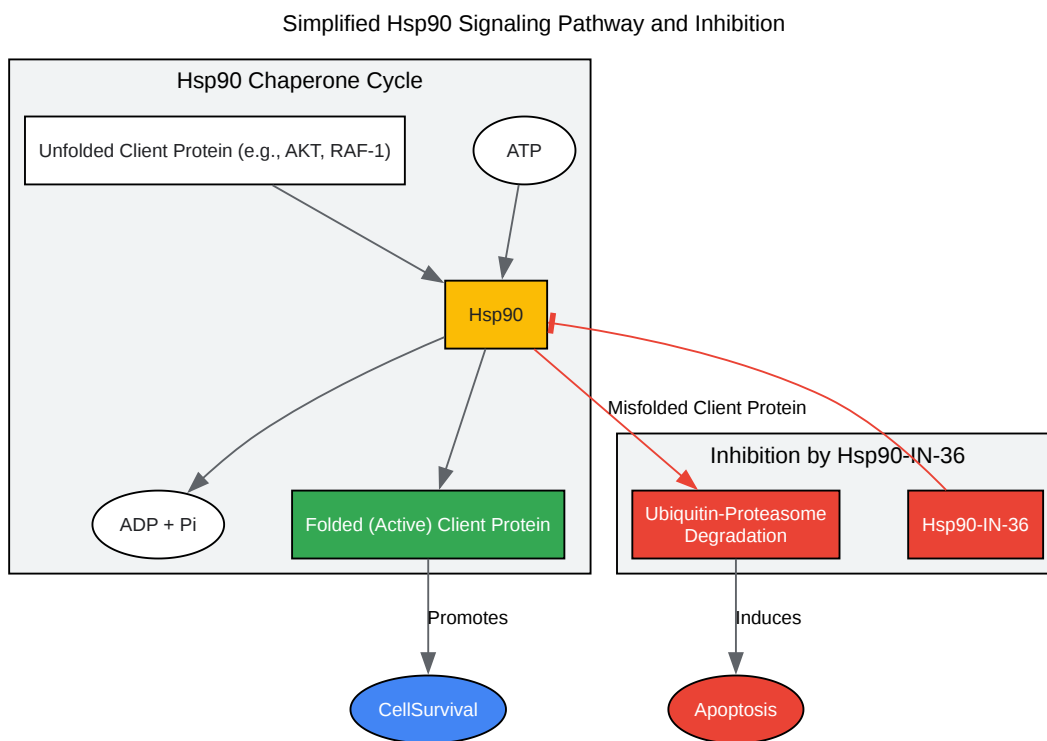 Simplified Hsp90 Signaling Pathway and Inhibition
Hsp90 Chaperone Cycle
Unfolded Client Protein (e.g., AKT, RAF-1)
ATP
Hsp90
Misfolded Client Protein
Inhibition by Hsp90-IN-36
ADP + Pi
Folded (Active) Client Protein
Ubiquitin-Proteasome
Degradation
Hsp90-IN-36
Promotes
Induces
CellSurvival
Apoptosis